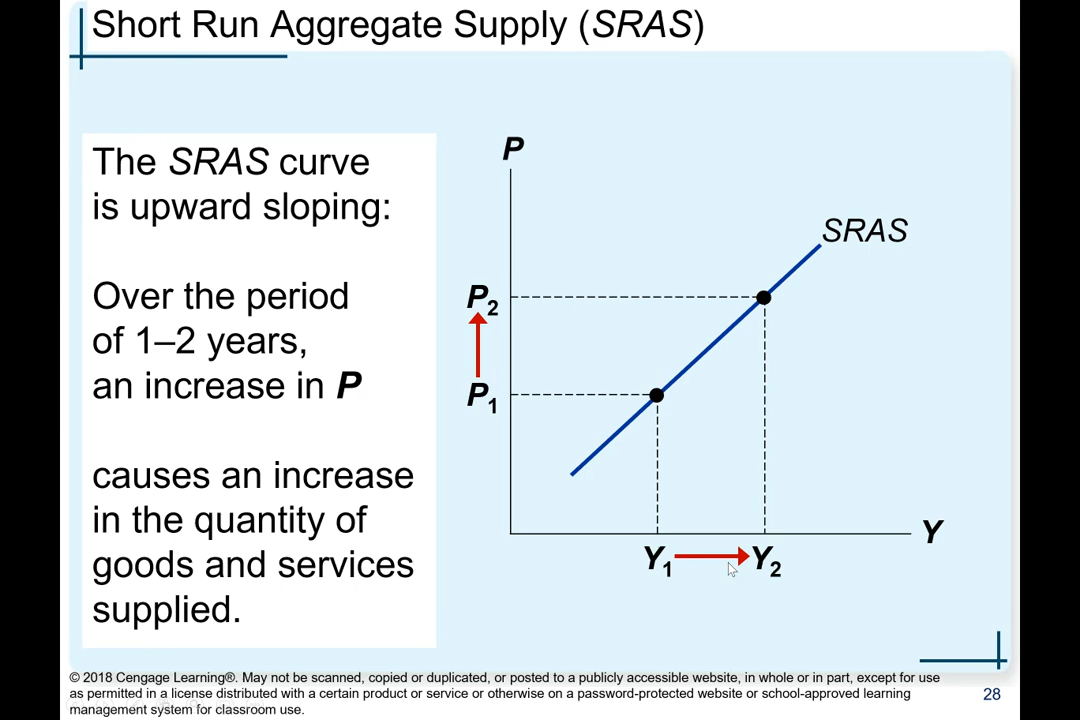 Short Run Aggregate Supply (SRAS)
The SRAS curve
is upward sloping:
Over the period
of 1–2 years,
an increase in P
causes an increase
in the quantity of
goods and services
supplied.
P
SRAS
P2
P1
Y
Y1
Y2
© 2018 Cengage Learning®. May not be scanned, copied or duplicated, or posted to a publicly accessible website, in whole or in part, except for use
as permitted in a license distributed with a certain product or service or otherwise on a password-protected website or school-approved learning
management system for classroom use.
28